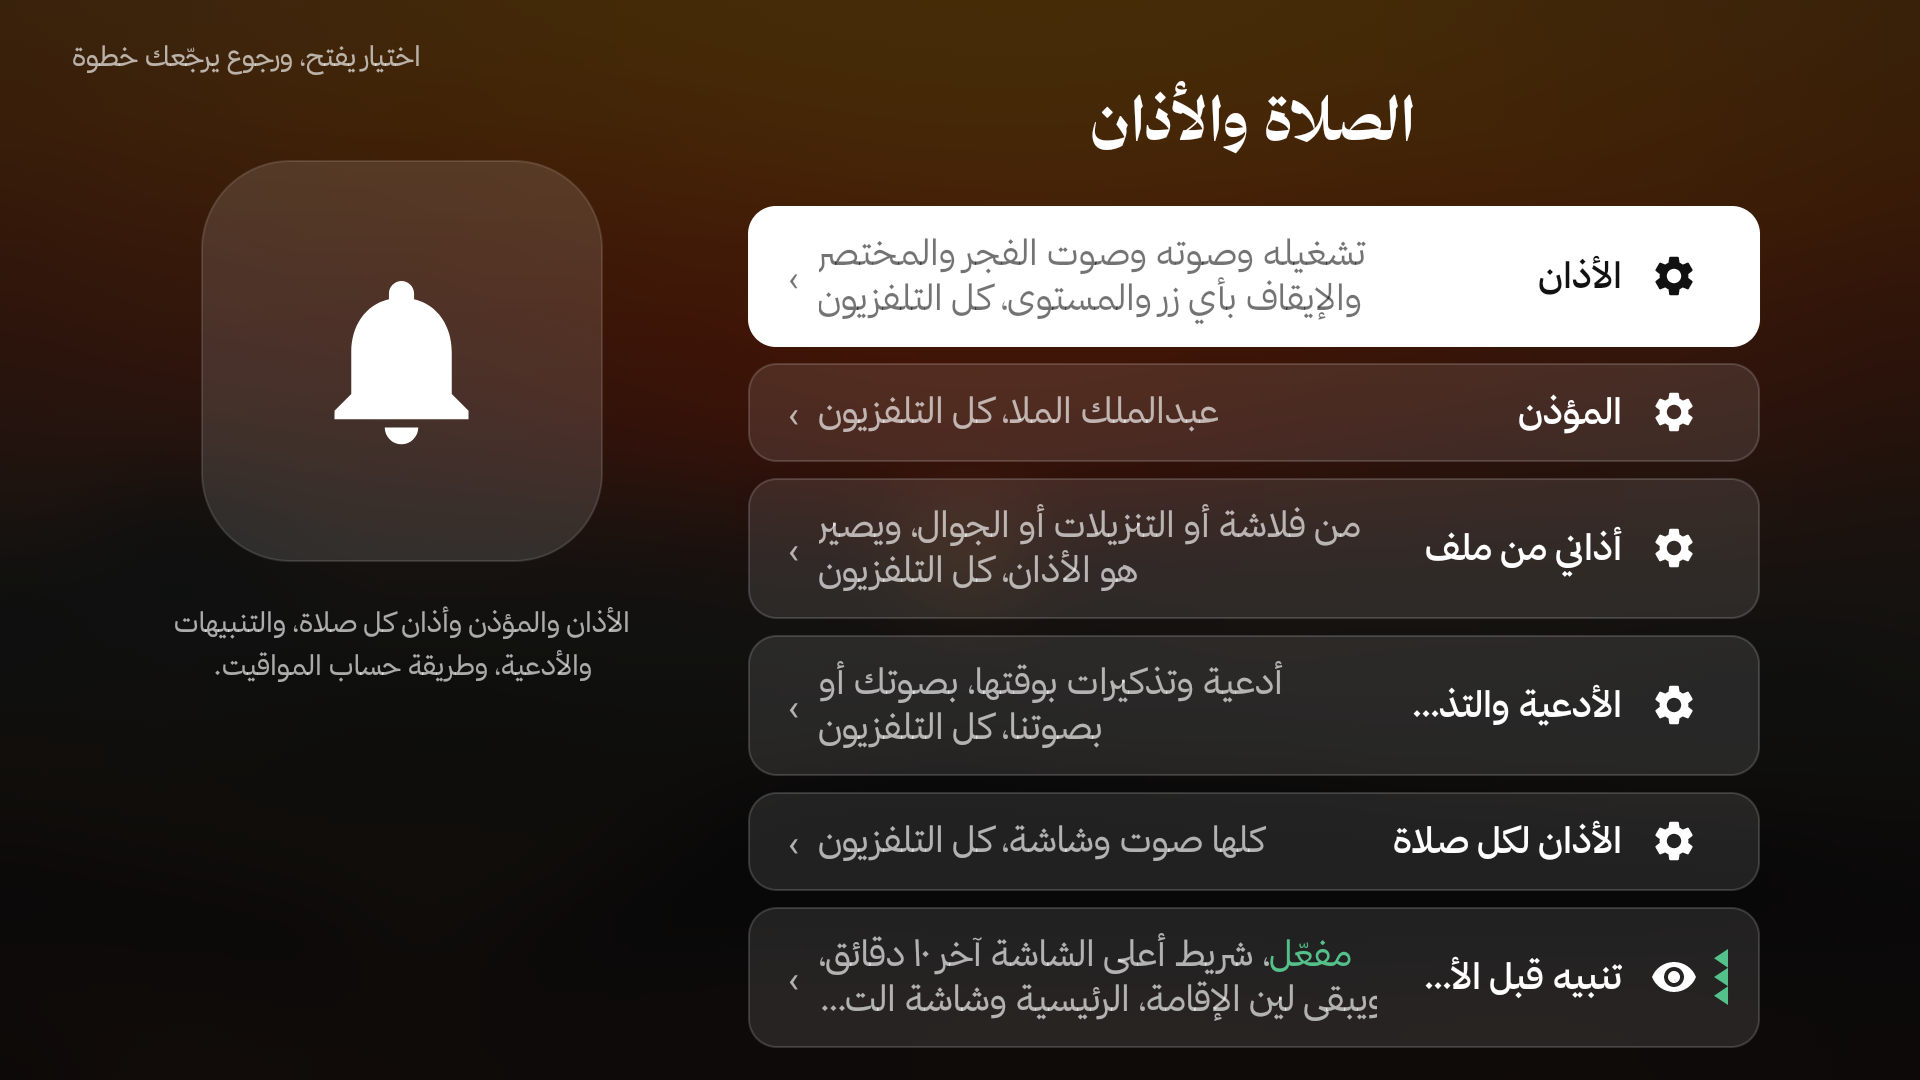 اختيار يفتح، ورجوع يرجّعك خطوة
الصلاة والأذان
الأذان
تشغيله وصوته وصوت الفجر والمختصر
والإيقاف بأي زر والمستوى، كل التلفزيون
المؤذن
عبدالملك الملا، كل التلفزيون
أذاني من ملف
من فلاشة أو التنزيلات أو الجوال، ويصير
هو الأذان، كل التلفزيون
الأدعية والتذ...
أدعية وتذكيرات بوقتها، بصوتك أو
بصوتنا، كل التلفزيون
الأذان لكل صلاة
كلها صوت وشاشة، كل التلفزيون
تنبيه قبل الأ...
مفعّل، شريط أعلى الشاشة آخر ١٠ دقائق،
ويبقى لين الإقامة، الرئيسية وشاشة الت...
الأذان والمؤذن وأذان كل صلاة، والتنبيهات
والأدعية، وطريقة حساب المواقيت.